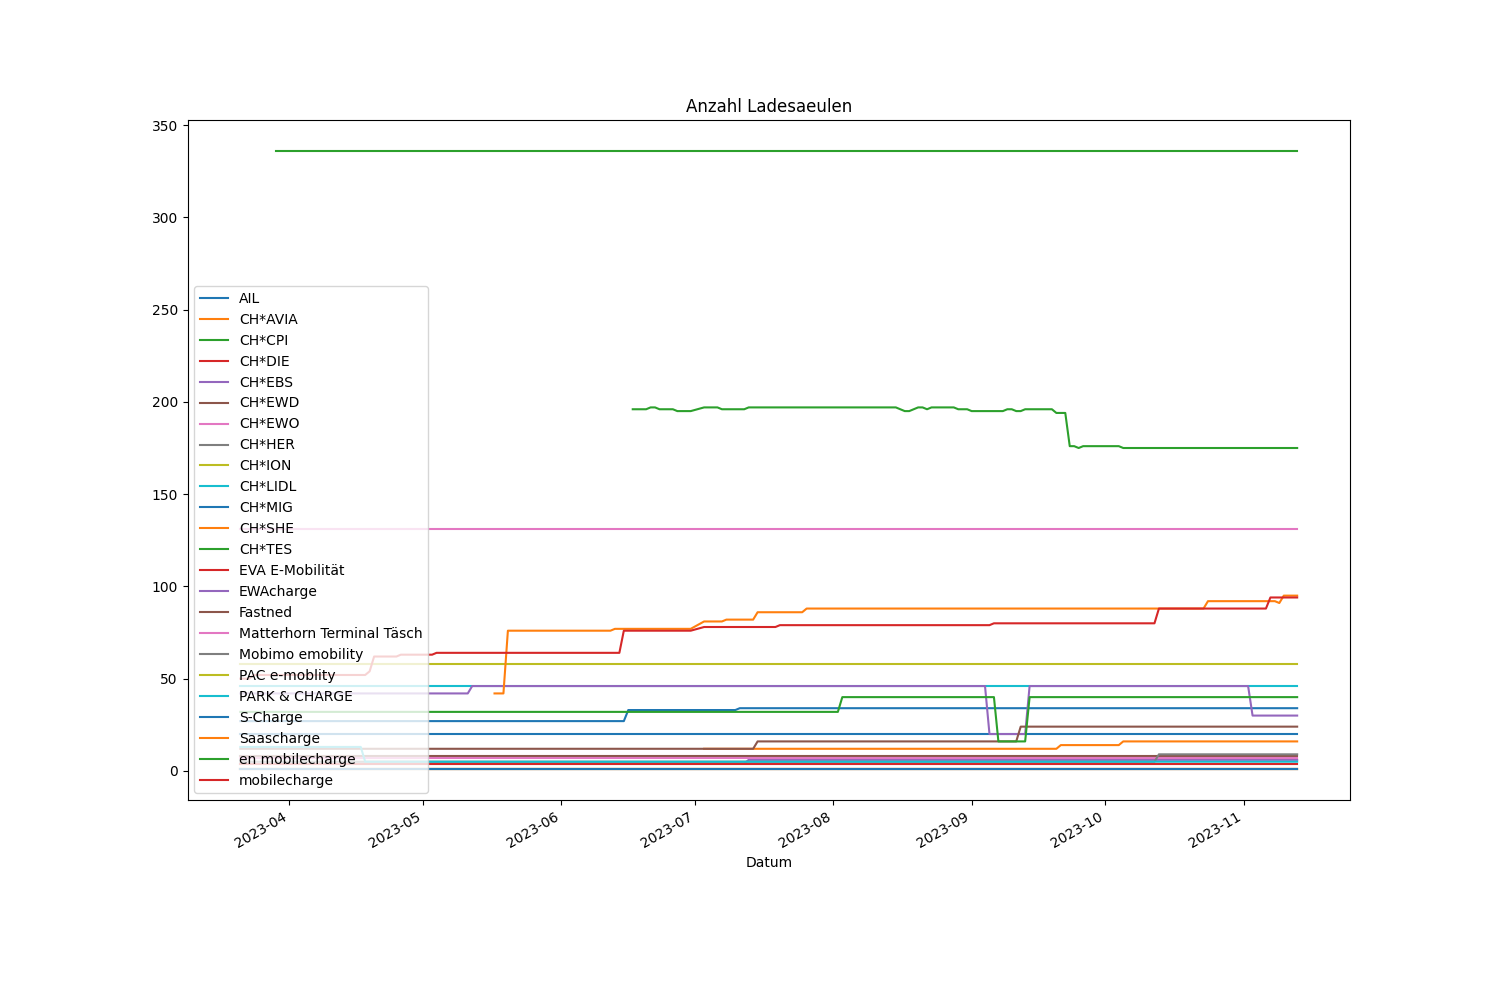 Anzahl Ladesaeulen
350
300
250
200
150
100
50
0
AIL
CH*AVIA
CH*CPI
CH*DIE
CH*EBS
CH*EWD
CH*EWO
CH*HER
CH*ION
CH*LIDL
CH*MIG
CH*SHE
CH*TES
EVA E-Mobilität
EWAcharge
Fastned
Matterhorn Terminal Täsch
Mobimo emobility
PAC e-moblity
PARK & CHARGE
S-Charge
Saascharge
en mobilecharge
mobilecharge
2023-04
2023-05
2023-06
2023-07
2023-08
2023-09
2023-10
2023-11
Datum